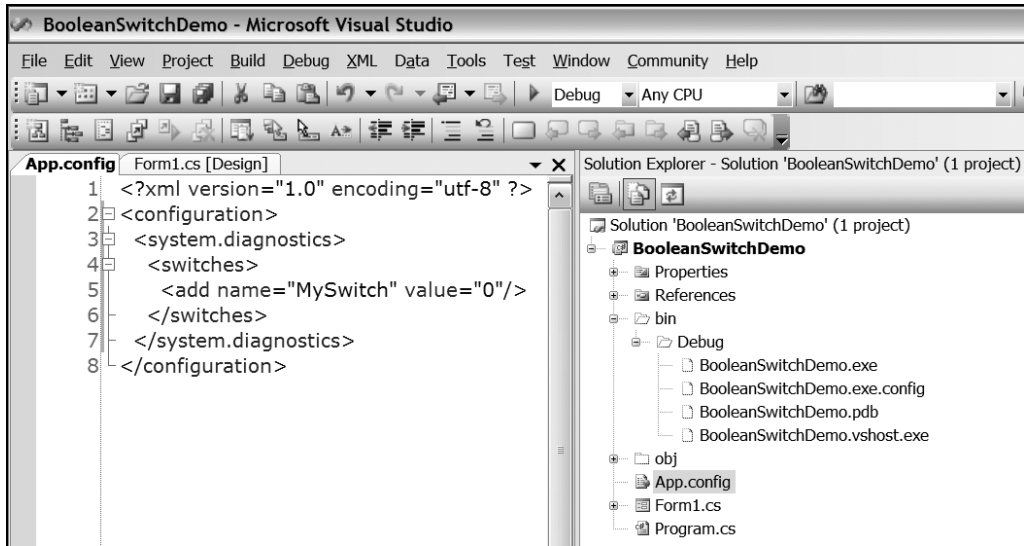 BooleanSwitchDemo - Microsoft Visual Studio
File Edit View Project Build Debug XML Data Tools Test Window Community Help
Debug Any CPU
App.config Form1.cs [Design]
1 <?xml version="1.0" encoding="utf-8" ?>
2 <configuration>
3 <system.diagnostics>
4 <switches>
5 <add name="MySwitch" value="0"/>
6 </switches>
7 </system.diagnostics>
8 </configuration>
Solution Explorer - Solution 'BooleanSwitchDemo' (1 project)
Solution 'BooleanSwitchDemo' (1 project)
BooleanSwitchDemo
Properties
References
bin
Debug
BooleanSwitchDemo.exe
BooleanSwitchDemo.exe.config
BooleanSwitchDemo.pdb
BooleanSwitchDemo.vshost.exe
obj
App.config
Form1.cs
Program.cs